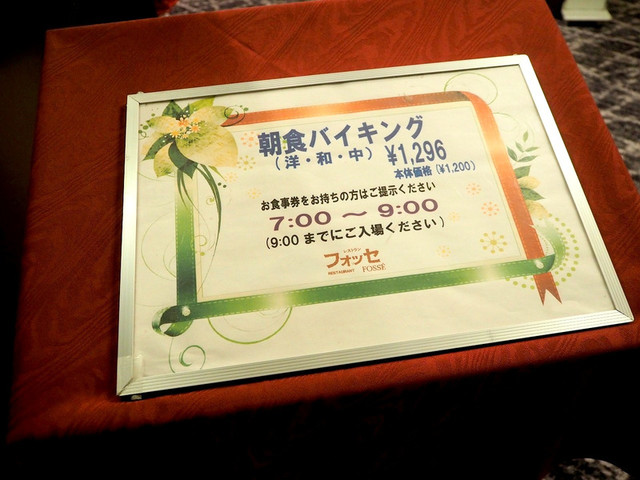 朝食バイキング
(洋・和・中) ¥1,296
本体価格 (¥1,200)
お食事券をお持ちの方はご提示ください
7:00 ～ 9:00
(9:00 までにご入場ください)
レストラン
フォッセ
RESTAURANT FOSSE